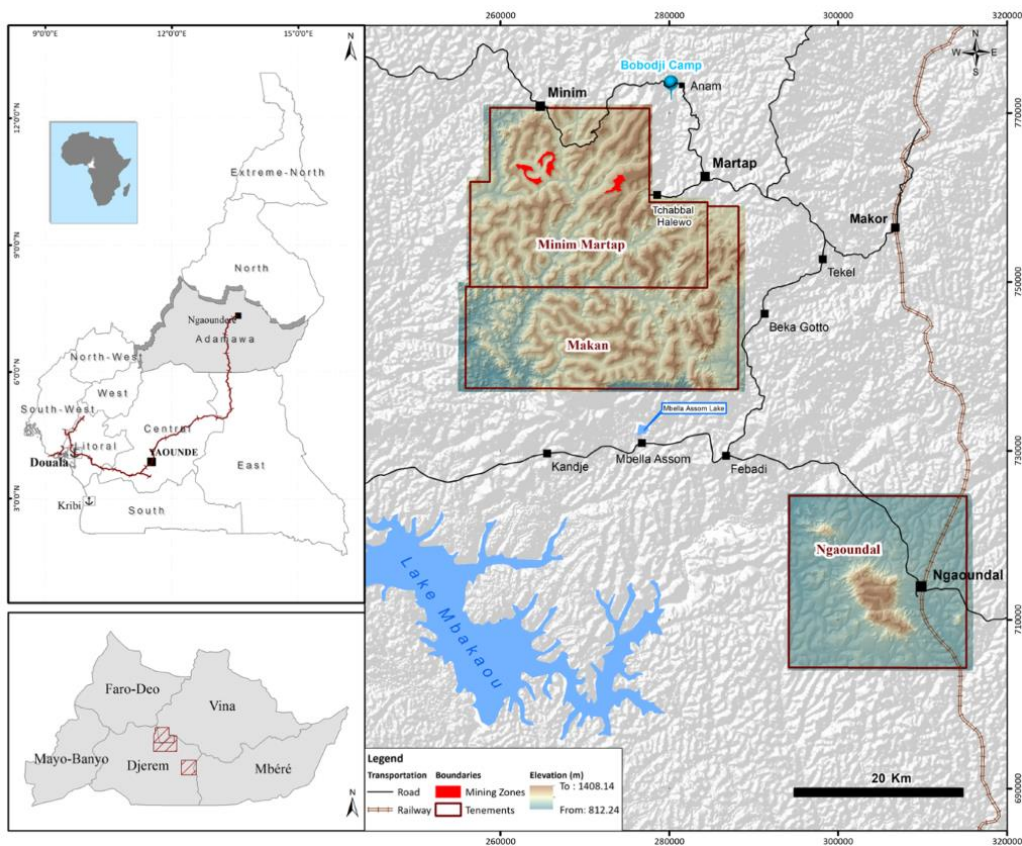 9°0'0"E
12°0'0"E
15°0'0"E
N
12°0'0"N
9°0'0"N
6°0'0"N
3°0'0"N
Extreme-North
North
Ngaoundere
Adamawa
North-West
West
South-West
Litoral
Central
Douala
YAOUNDE
East
Kribi
South
Faro-Deo
Vina
Mayo-Banyo
Djerem
Mbéré
N
260000
280000
300000
320000
N
W E
S
Bobodji Camp
Anam
Minim
770000
Martap
Tchabbal
Halewo
Makor
Minim Martap
Tekel
7500000
Beka Gotto
Makan
Mbella Assom Lake
Kandje
Mbella Assom
Febadi
730000
Ngaoundal
Ngaoundal
Lake Mbakaou
710000
Legend
Transportation
Road
Railway
Boundaries
Mining Zones
Tenements
Elevation (m)
To : 1408.14
From: 812.24
20 Km
690000
260000
280000
300000
320000